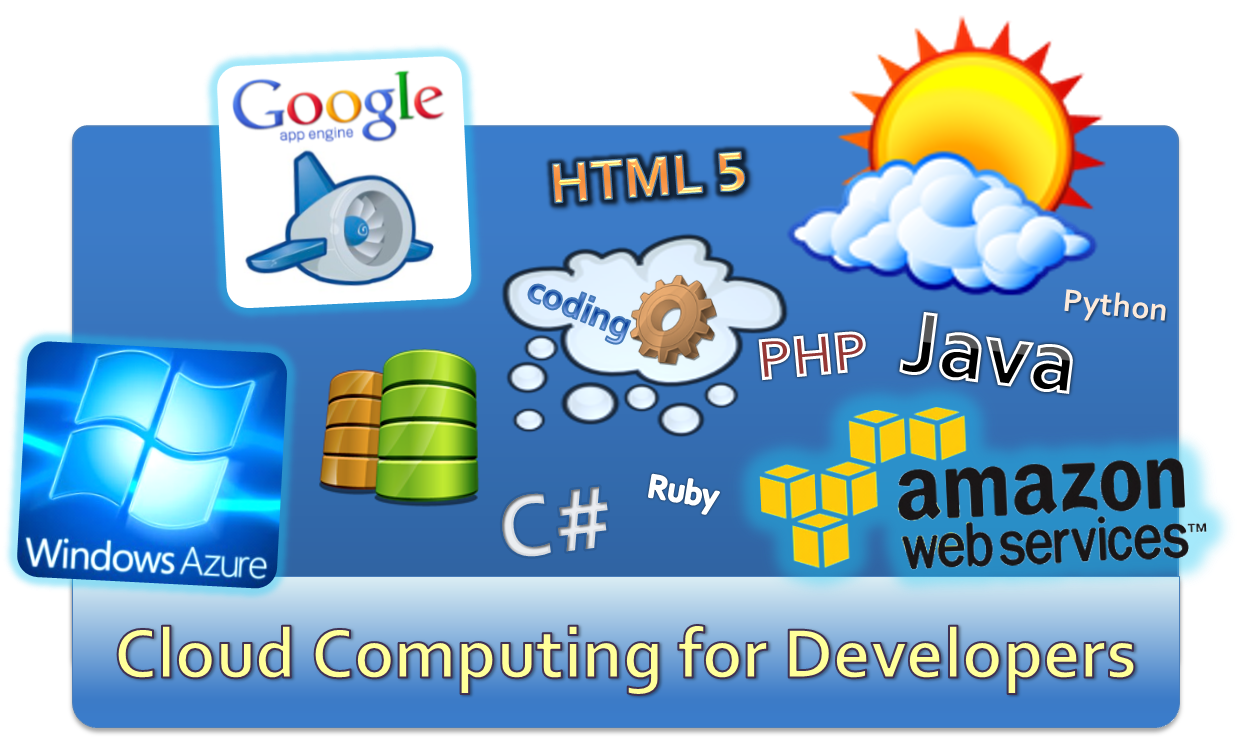 Google
app engine
HTML 5
coding
Python
PHP
Java
Windows Azure
C#
Ruby
amazon
web services™
Cloud Computing for Developers